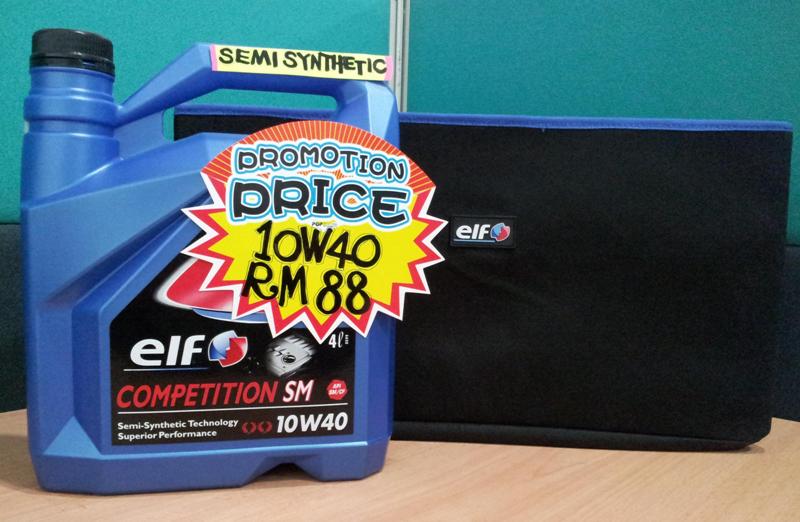 SEMI SYNTHETIC
PROMOTION
PRICE
10W40
RM 88
elf
elf
4l
COMPETITION SM
API
SM/CF
Semi-Synthetic Technology
Superior Performance
10W40